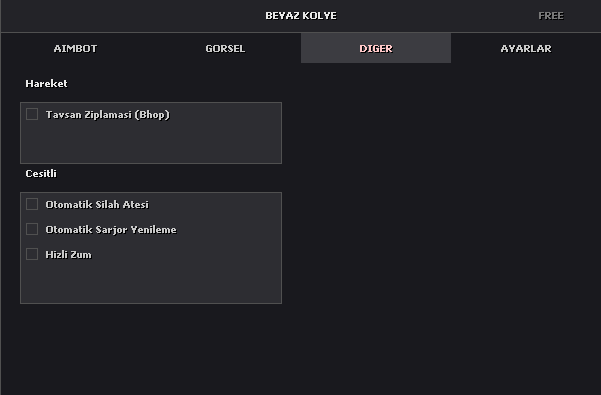 BEYAZ KOLYE FREE
AIMBOT GORSEL DIGER AYARLAR
Hareket
Tavsan Ziplamasi (Bhop)
Cesitli
Otomatik Silah Atesi
Otomatik Sarjor Yenileme
Hizli Zum